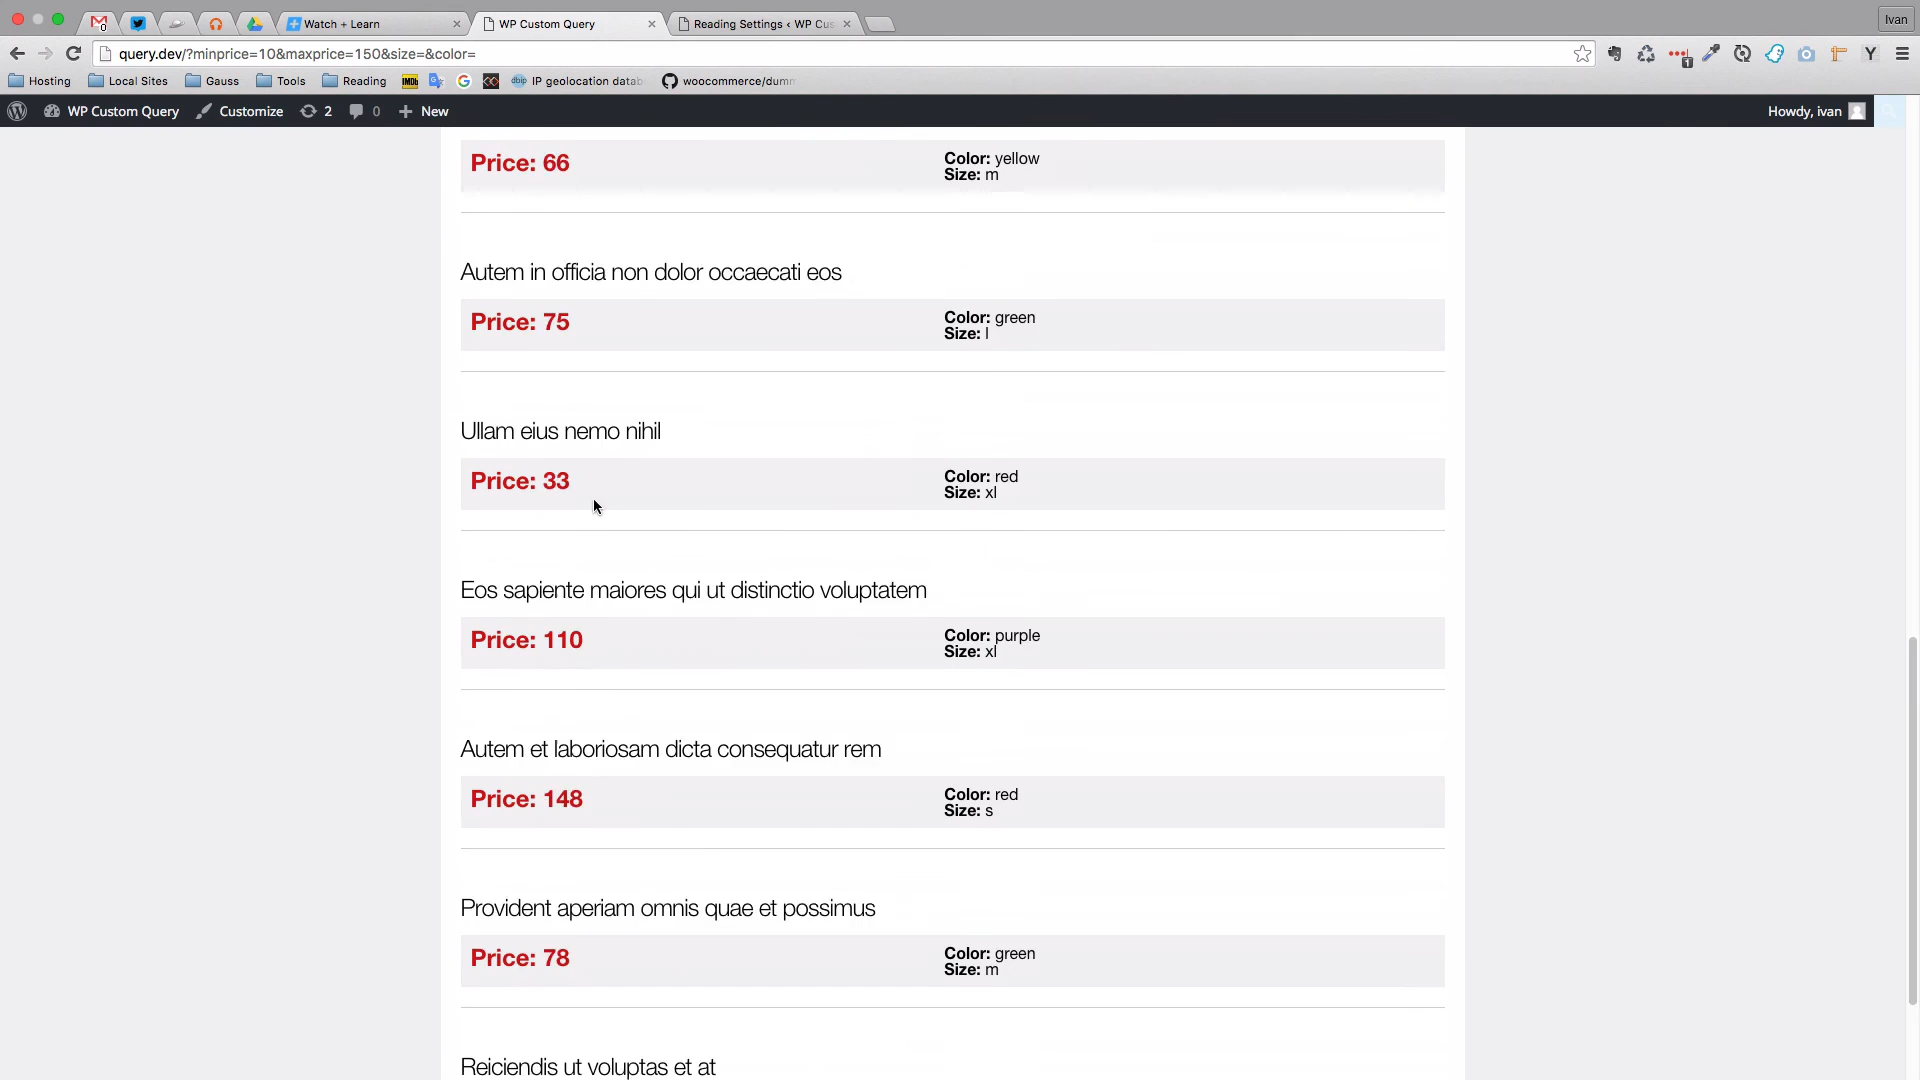 Watch + Learn
WP Custom Query
Reading Settings ‹ WP Cus
Ivan
query.dev/?minprice=10&maxprice=150&size=&color=
1
Y
Hosting
Local Sites
Gauss
Tools
Reading
IMDb
IP geolocation datab
woocommerce/dumm
WP Custom Query
Customize
2
0
New
Howdy, ivan
Price: 66
Color: yellow
Size: m
Autem in officia non dolor occaecati eos
Price: 75
Color: green
Size: l
Ullam eius nemo nihil
Price: 33
Color: red
Size: xl
Eos sapiente maiores qui ut distinctio voluptatem
Price: 110
Color: purple
Size: xl
Autem et laboriosam dicta consequatur rem
Price: 148
Color: red
Size: s
Provident aperiam omnis quae et possimus
Price: 78
Color: green
Size: m
Reiciendis ut voluptas et at